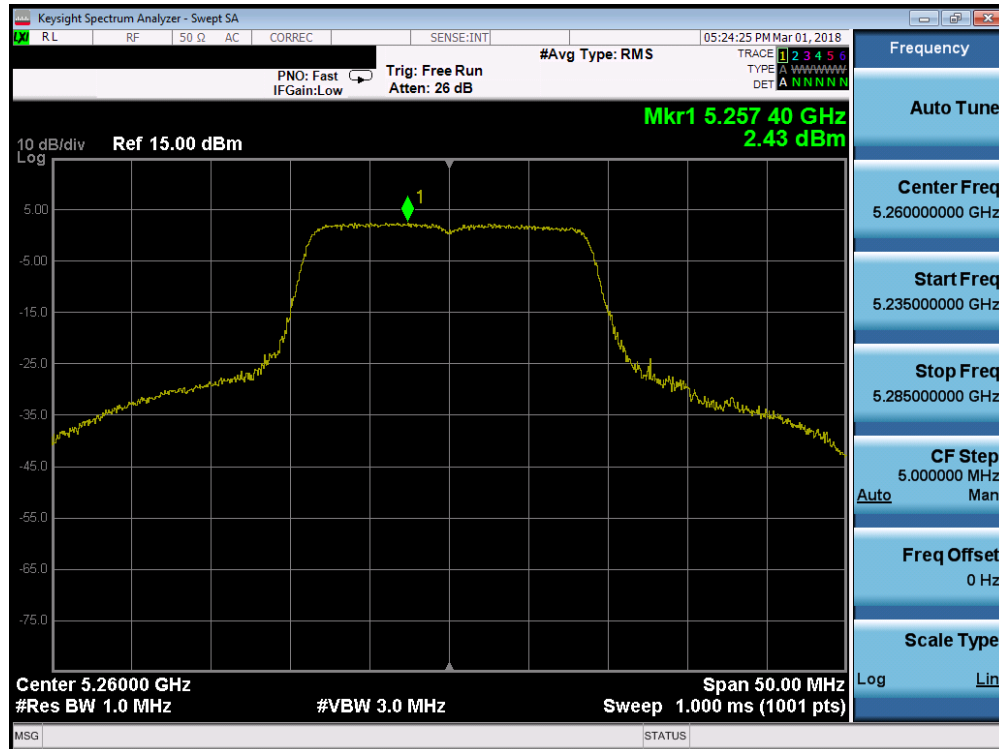 Keysight Spectrum Analyzer - Swept SA
LXI RL RF 50 Ω AC CORREC SENSE:INT 05:24:25 PM Mar 01, 2018
Frequency
#Avg Type: RMS TRACE 1 2 3 4 5 6
PNO: Fast Trig: Free Run TYPE A WWWWW
IFGain:Low Atten: 26 dB DET A N N N N N
Auto Tune
Mkr1 5.257 40 GHz
10 dB/div Ref 15.00 dBm 2.43 dBm
Log
1
5.00
-5.00
-15.0
-25.0
-35.0
-45.0
-55.0
-65.0
-75.0
Center Freq
5.260000000 GHz
Start Freq
5.235000000 GHz
Stop Freq
5.285000000 GHz
CF Step
5.000000 MHz
Auto Man
Freq Offset
0 Hz
Scale Type
Log Lin
Center 5.26000 GHz Span 50.00 MHz
#Res BW 1.0 MHz #VBW 3.0 MHz Sweep 1.000 ms (1001 pts)
MSG STATUS